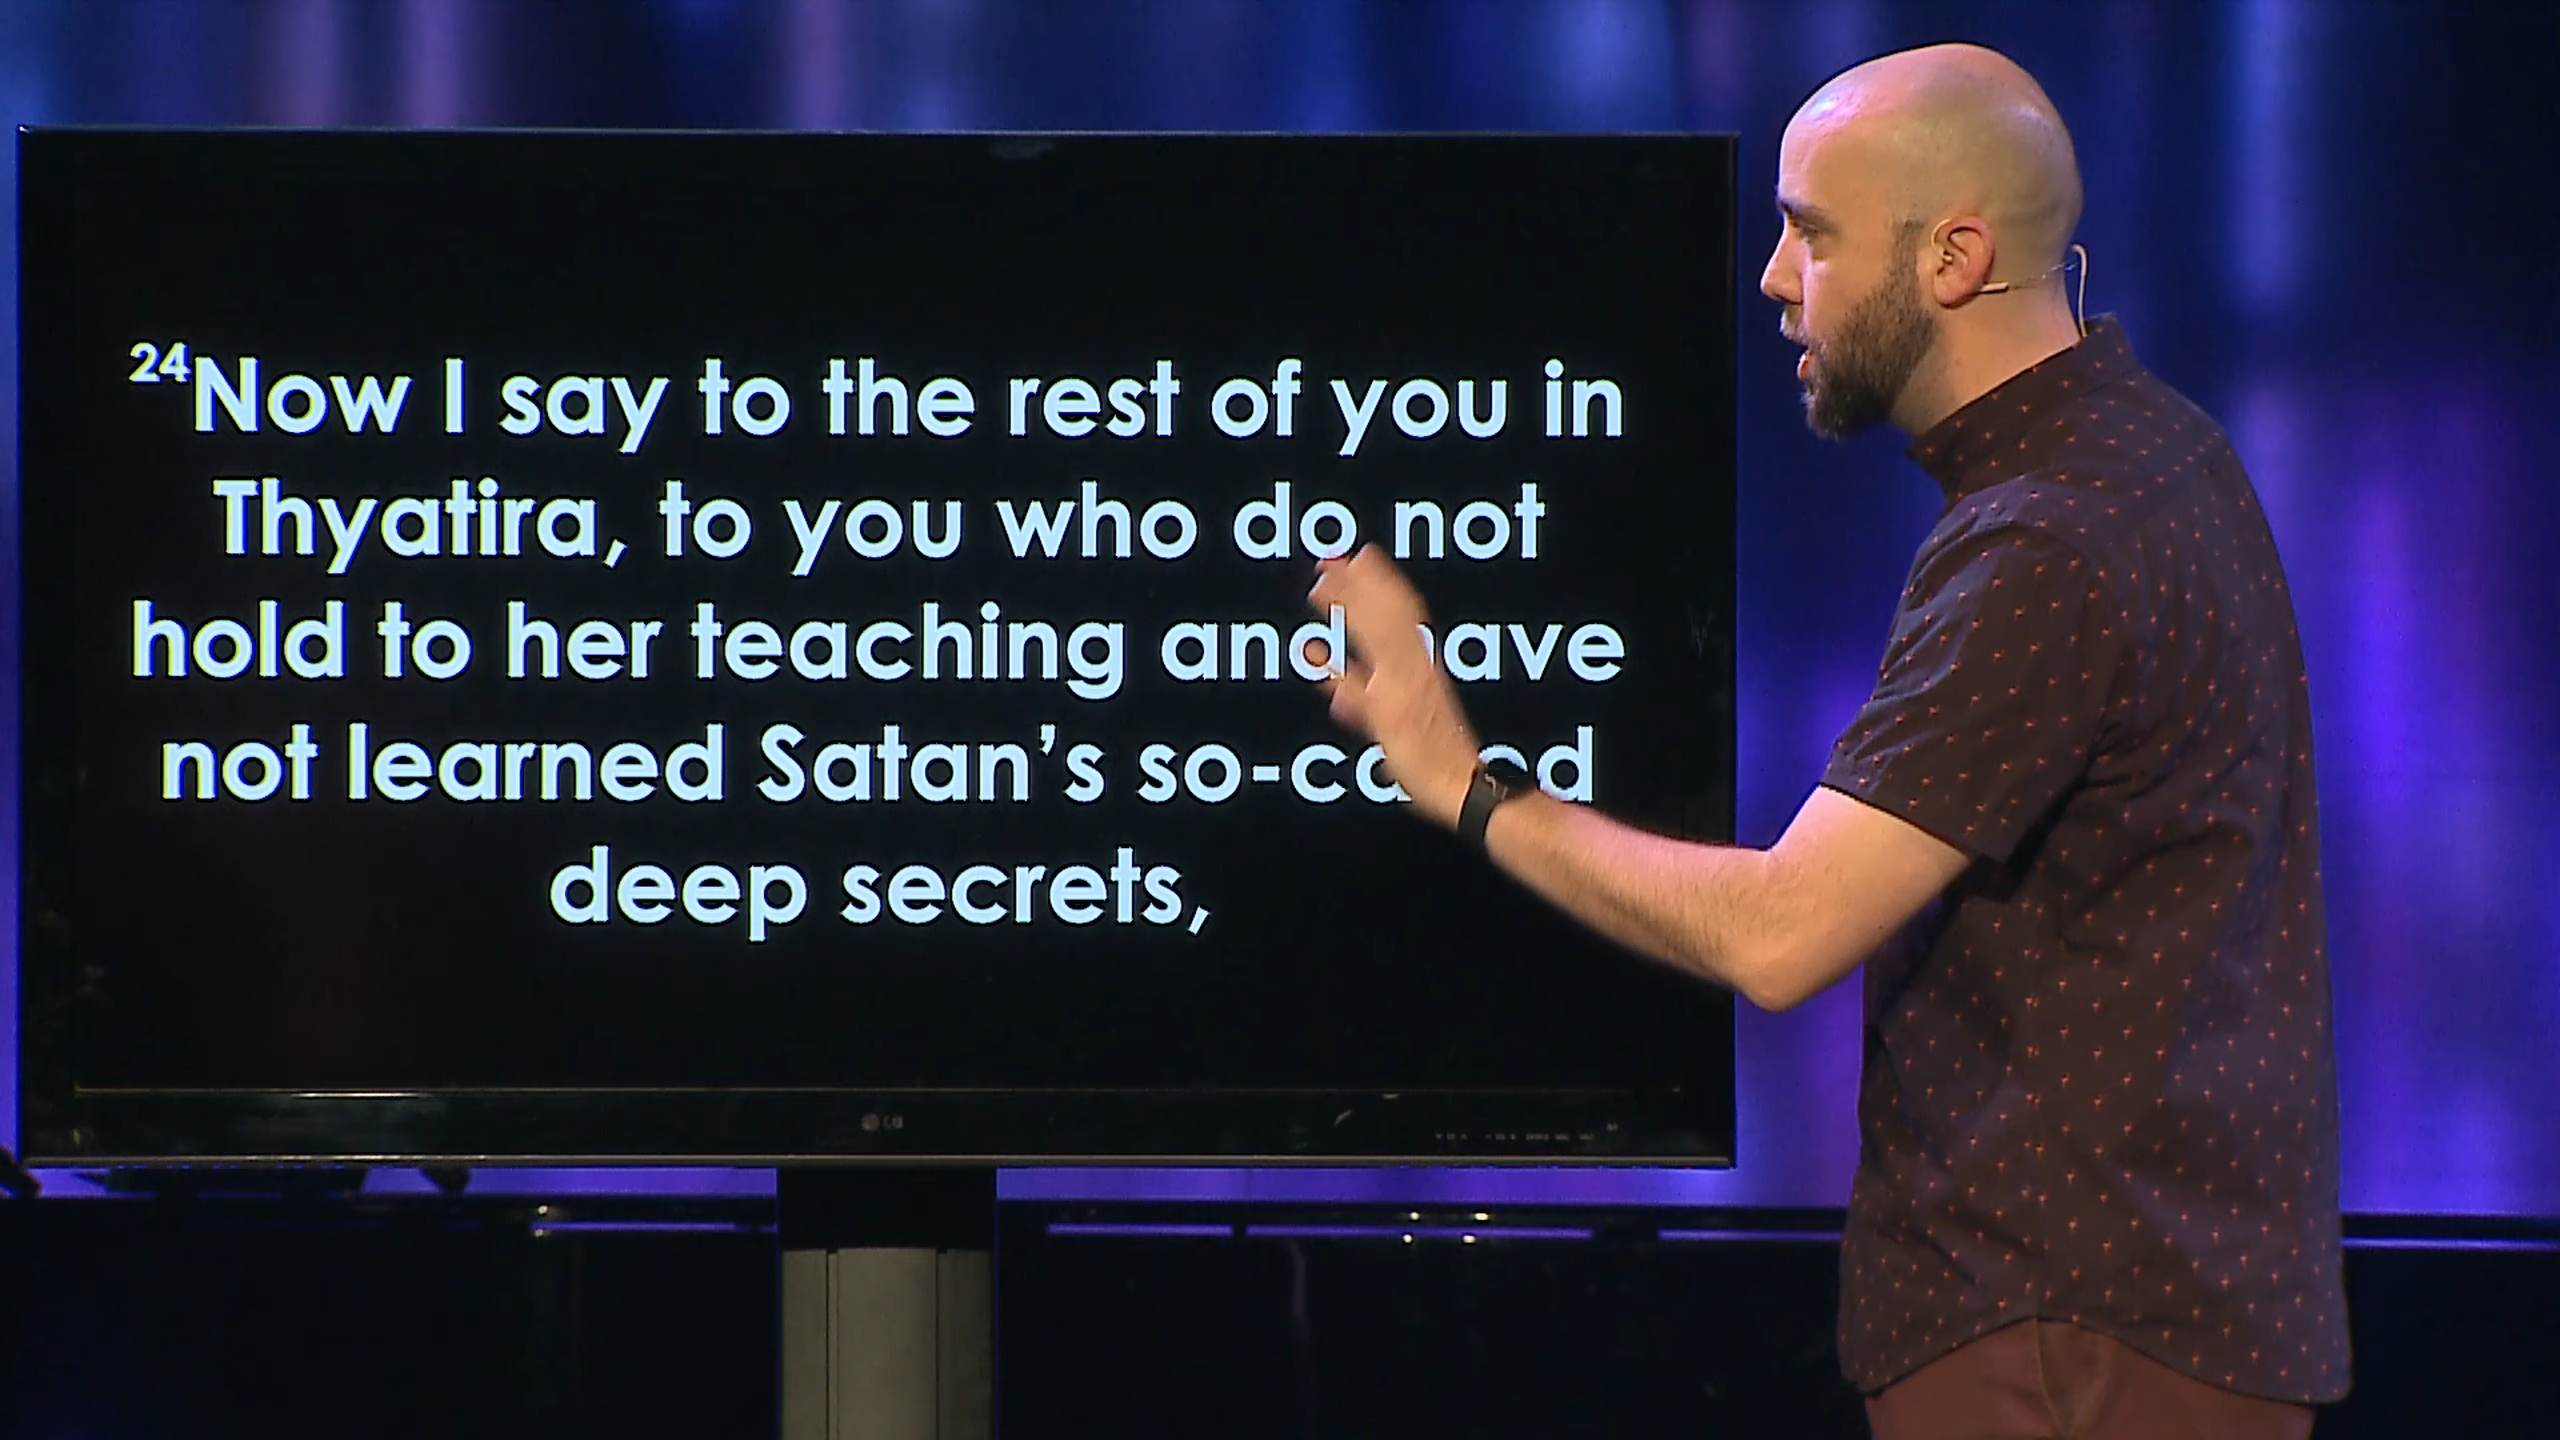 24Now I say to the rest of you in
Thyatira, to you who do not
hold to her teaching and
not learned Satan's
deep secrets,
LG